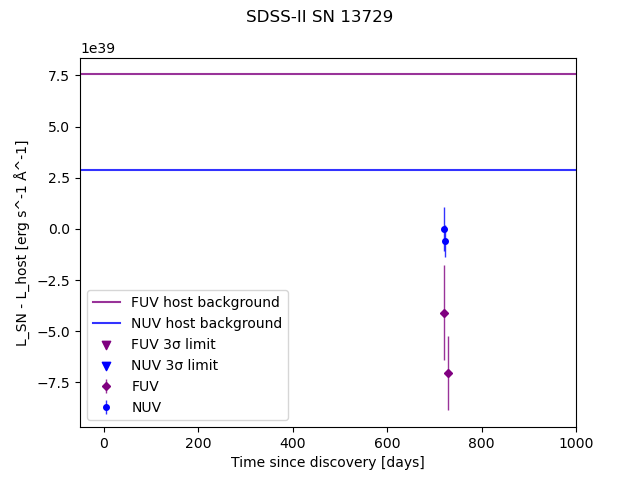 SDSS-II SN 13729
1e39
7.5
5.0
2.5
0.0
−2.5
−5.0
−7.5
L_SN - L_host [erg s^-1 Å^-1]
FUV host background
NUV host background
FUV 3σ limit
NUV 3σ limit
FUV
NUV
0 200 400 600 800 1000
Time since discovery [days]